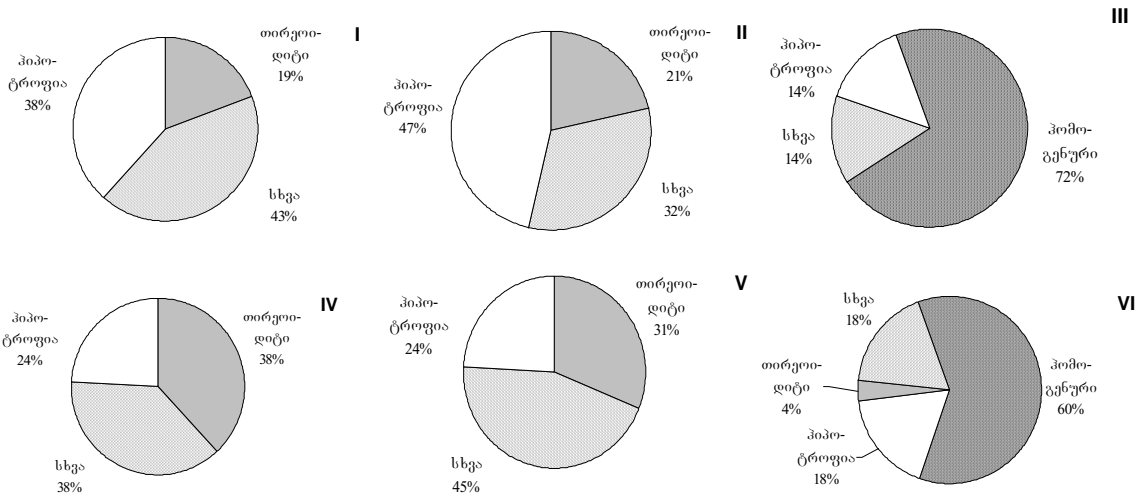 I
თირეოი-
დიტი
19%
ჰიპო-
ტროფია
38%
სხვა
43%
II
თირეოი-
დიტი
21%
ჰიპო-
ტროფია
47%
სხვა
32%
III
ჰიპო-
ტროფია
14%
სხვა
14%
ჰომო-
გენური
72%
IV
ჰიპო-
ტროფია
24%
თირეოი-
დიტი
38%
სხვა
38%
V
ჰიპო-
ტროფია
24%
თირეოი-
დიტი
31%
სხვა
45%
VI
სხვა
18%
თირეოი-
დიტი
4%
ჰიპო-
ტროფია
18%
ჰომო-
გენური
60%